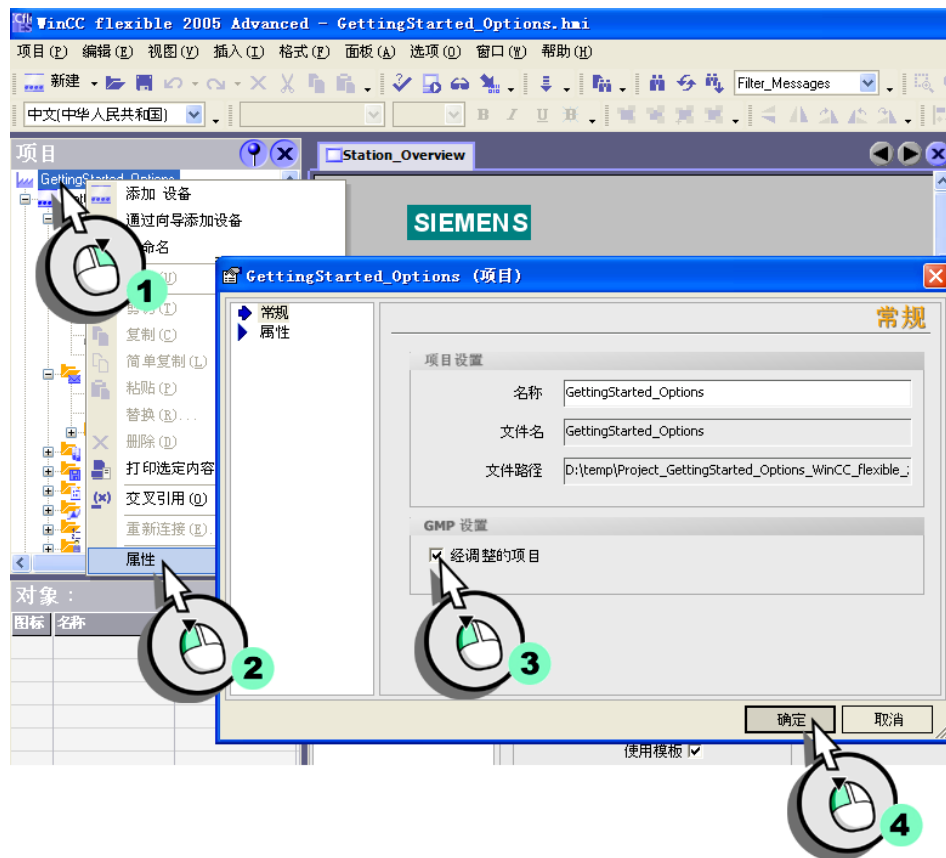 WinCC flexible 2005 Advanced - GettingStarted_Options.hmi
项目(P) 编辑(E) 视图(V) 插入(I) 格式(F) 面板(A) 选项(O) 窗口(W) 帮助(H)
新建 Filter_Messages
中文(中华人民共和国) B I U
项目
Station_Overview
GettingStarted_Options
添加 设备
通过向导添加设备
SIEMENS
命名
1
GettingStarted_Options (项目)
(U)
剪切(T)
复制(C)
简单复制(L)
粘贴(P)
替换(R)...
删除(D)
打印选定内容
交叉引用(O)
重新连接(E)
属性
常规
属性
常规
项目设置
名称 GettingStarted_Options
文件名 GettingStarted_Options
文件路径 D:\temp\Project_GettingStarted_Options_WinCC_flexible_
GMP 设置
经调整的项目
对象:
图标 名称
2
3
确定 取消
使用模板
4